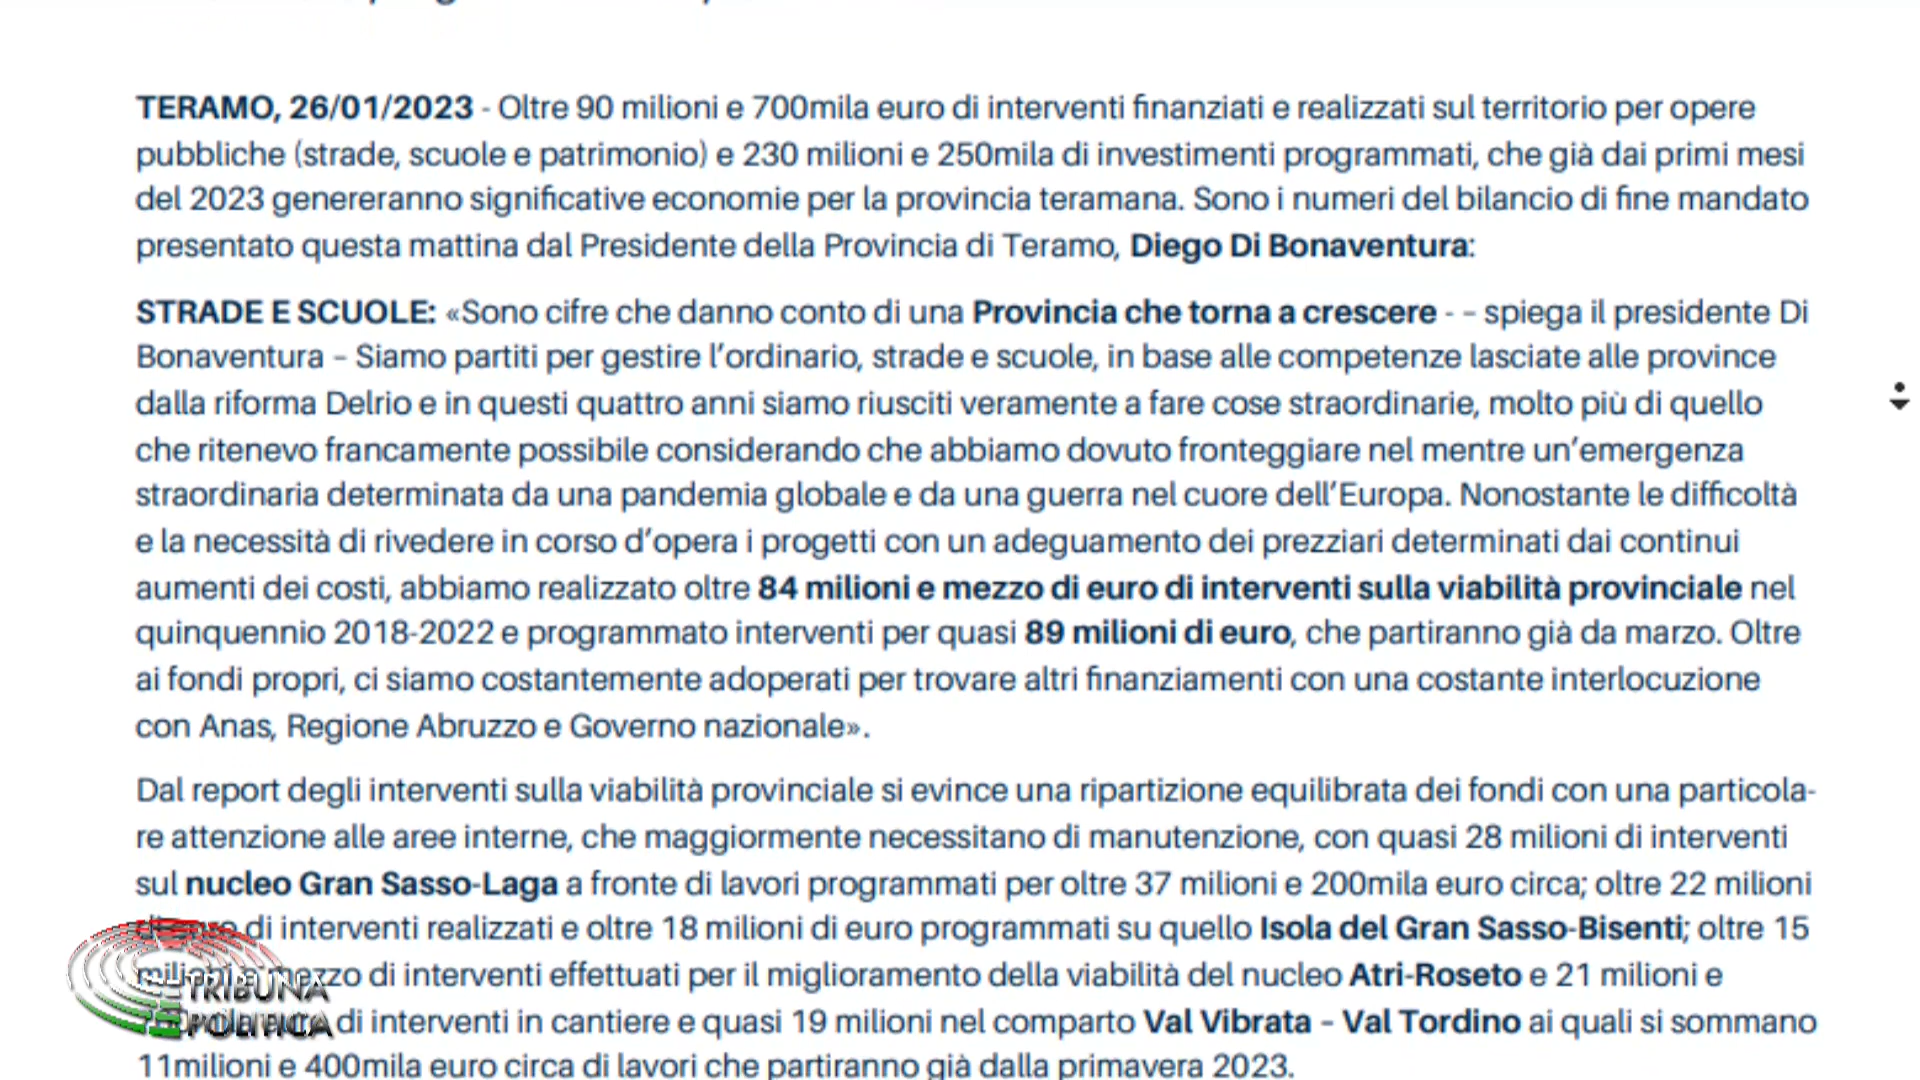 TERAMO, 26/01/2023 - Oltre 90 milioni e 700mila euro di interventi finanziati e realizzati sul territorio per opere
pubbliche (strade, scuole e patrimonio) e 230 milioni e 250mila di investimenti programmati, che già dai primi mesi
del 2023 genereranno significative economie per la provincia teramana. Sono i numeri del bilancio di fine mandato
presentato questa mattina dal Presidente della Provincia di Teramo, Diego Di Bonaventura:
STRADE E SCUOLE: «Sono cifre che danno conto di una Provincia che torna a crescere - – spiega il presidente Di
Bonaventura – Siamo partiti per gestire l’ordinario, strade e scuole, in base alle competenze lasciate alle province
dalla riforma Delrio e in questi quattro anni siamo riusciti veramente a fare cose straordinarie, molto più di quello
che ritenevo francamente possibile considerando che abbiamo dovuto fronteggiare nel mentre un’emergenza
straordinaria determinata da una pandemia globale e da una guerra nel cuore dell’Europa. Nonostante le difficoltà
e la necessità di rivedere in corso d’opera i progetti con un adeguamento dei prezziari determinati dai continui
aumenti dei costi, abbiamo realizzato oltre 84 milioni e mezzo di euro di interventi sulla viabilità provinciale nel
quinquennio 2018-2022 e programmato interventi per quasi 89 milioni di euro, che partiranno già da marzo. Oltre
ai fondi propri, ci siamo costantemente adoperati per trovare altri finanziamenti con una costante interlocuzione
con Anas, Regione Abruzzo e Governo nazionale».
Dal report degli interventi sulla viabilità provinciale si evince una ripartizione equilibrata dei fondi con una particola-
re attenzione alle aree interne, che maggiormente necessitano di manutenzione, con quasi 28 milioni di interventi
sul nucleo Gran Sasso-Laga a fronte di lavori programmati per oltre 37 milioni e 200mila euro circa; oltre 22 milioni
di interventi realizzati e oltre 18 milioni di euro programmati su quello Isola del Gran Sasso-Bisenti; oltre 15
milioni e mezzo di interventi effettuati per il miglioramento della viabilità del nucleo Atri-Roseto e 21 milioni e
di interventi in cantiere e quasi 19 milioni nel comparto Val Vibrata – Val Tordino ai quali si sommano
11milioni e 400mila euro circa di lavori che partiranno già dalla primavera 2023.
TRIBUNA
POLITICA